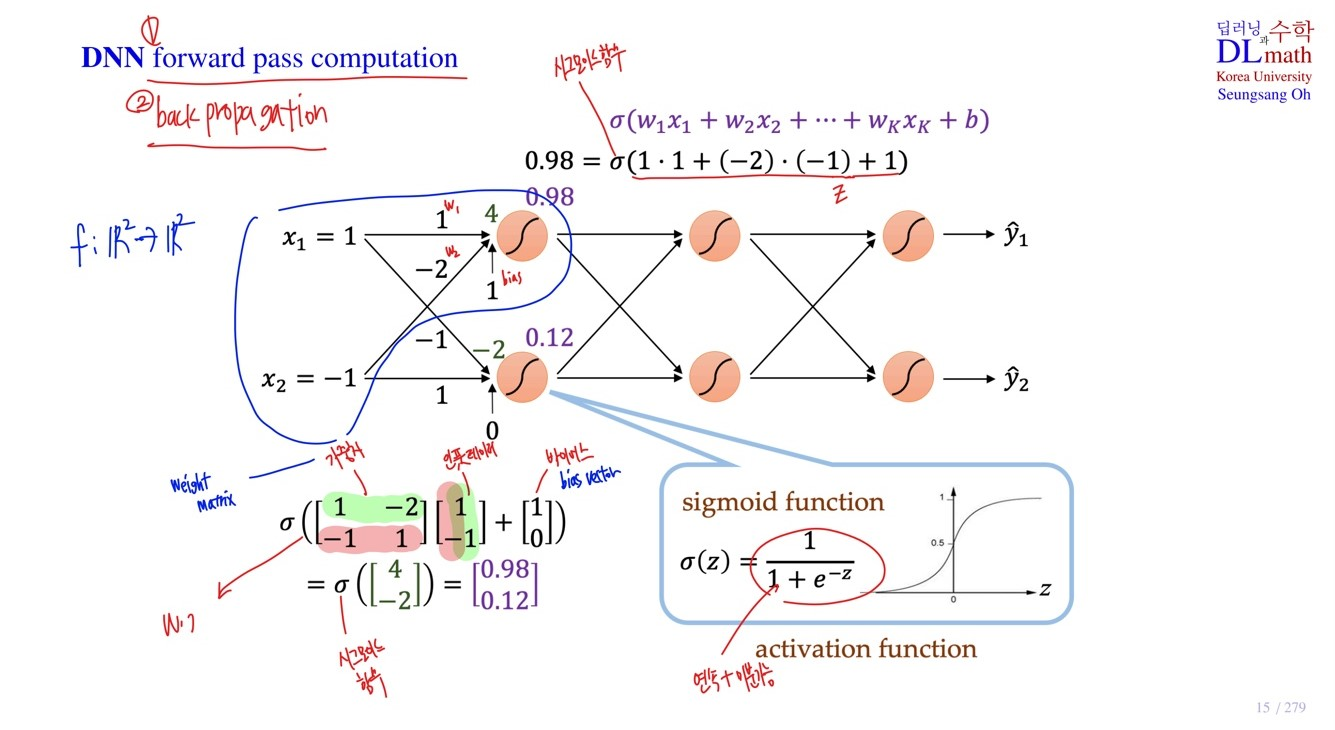 ①
DNN forward pass computation
② back propagation
딥러닝과 수학
DL math
Korea University
Seungsang Oh
시그모이드함수
σ(w₁x₁ + w₂x₂ + ⋯ + w_K x_K + b)
0.98 = σ(1 · 1 + (−2) · (−1) + 1)
z
f: ℝ² → ℝ²
x₁ = 1
1 w₁
4
0.98
−2 w₂
1 bias
ŷ₁
x₂ = −1
−1
−2
0.12
1
0
ŷ₂
가중치
인풋레이어
바이어스
weight matrix
bias vector
σ([1 −2; −1 1][1; −1] + [1; 0])
= σ([4; −2]) = [0.98; 0.12]
시그모이드
함수
sigmoid function
σ(z) = 1 / (1 + e^{−z})
1
0.5
0
z
activation function
연속+미분가능
15 / 279